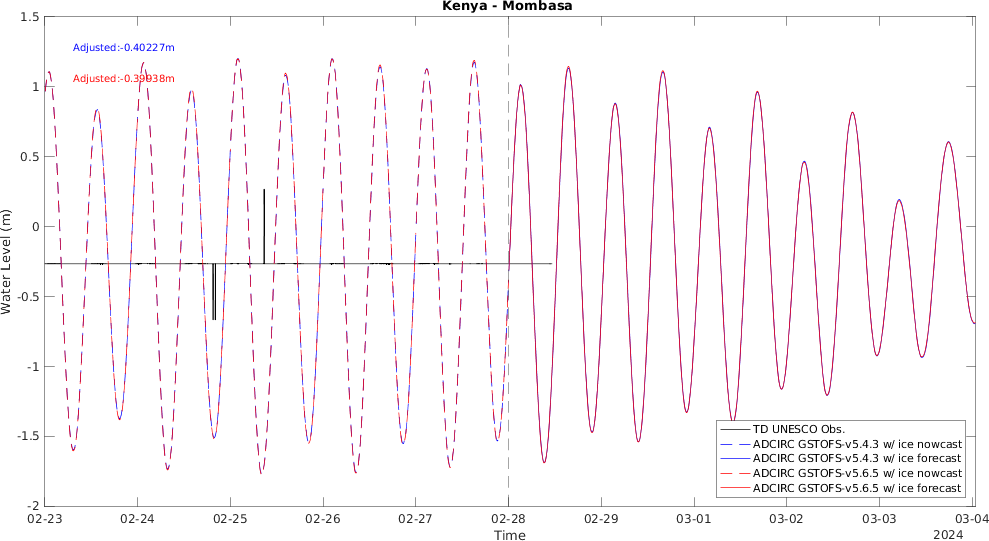 Kenya - Mombasa
Adjusted:-0.40227m
Adjusted:-0.39938m
Water Level (m)
1.5
1
0.5
0
-0.5
-1
-1.5
-2
TD UNESCO Obs.
ADCIRC GSTOFS-v5.4.3 w/ ice nowcast
ADCIRC GSTOFS-v5.4.3 w/ ice forecast
ADCIRC GSTOFS-v5.6.5 w/ ice nowcast
ADCIRC GSTOFS-v5.6.5 w/ ice forecast
02-23 02-24 02-25 02-26 02-27 02-28 02-29 03-01 03-02 03-03 03-04
Time
2024